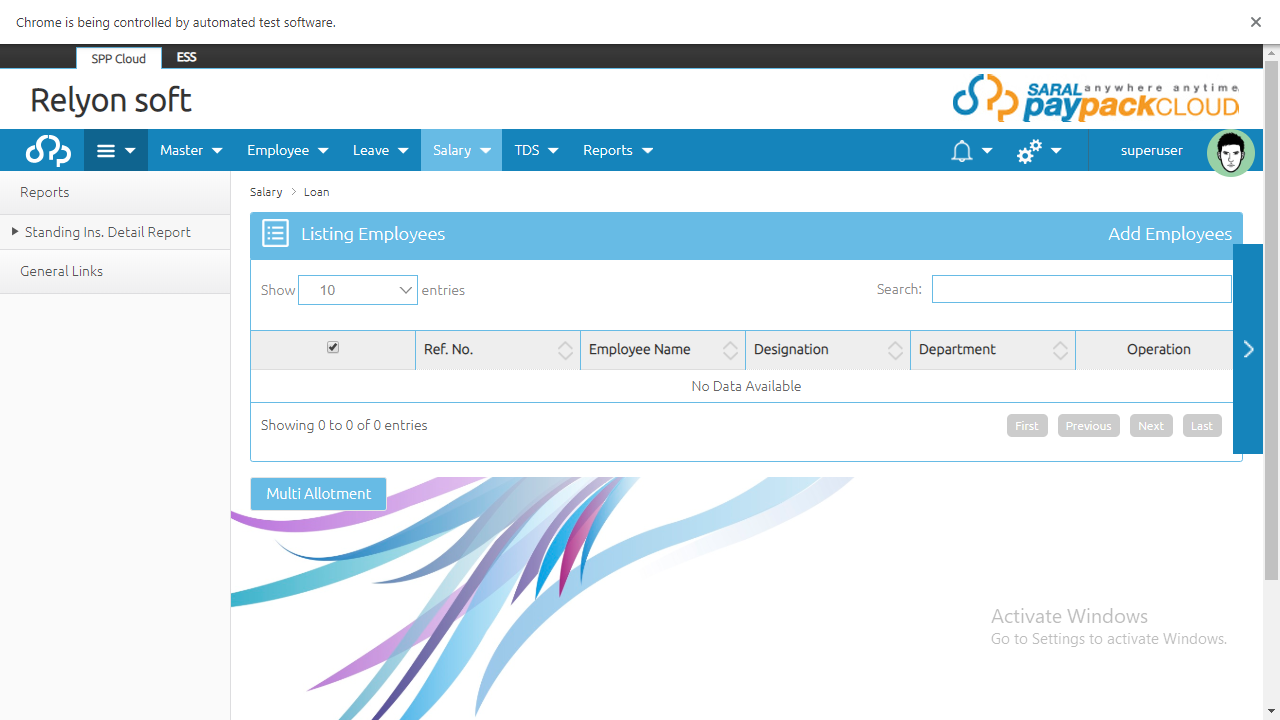 Chrome is being controlled by automated test software.
SPP Cloud ESS
Relyon soft
SARAL anywhere anytime
paypackCLOUD
Master Employee Leave Salary TDS Reports superuser
Reports
Standing Ins. Detail Report
General Links
Salary > Loan
Listing Employees Add Employees
Show 10 entries Search:
Ref. No. Employee Name Designation Department Operation
No Data Available
Showing 0 to 0 of 0 entries First Previous Next Last
Multi Allotment
Activate Windows
Go to Settings to activate Windows.